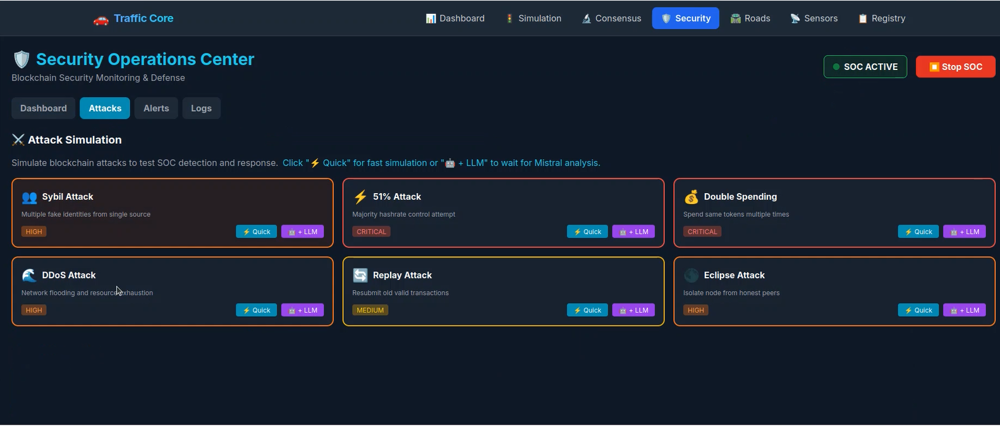 Traffic Core
Dashboard Simulation Consensus Security Roads Sensors Registry
Security Operations Center
Blockchain Security Monitoring & Defense
SOC ACTIVE Stop SOC
Dashboard Attacks Alerts Logs
Attack Simulation
Simulate blockchain attacks to test SOC detection and response. Click "⚡ Quick" for fast simulation or "🤖 + LLM" to wait for Mistral analysis.
Sybil Attack
Multiple fake identities from single source
HIGH ⚡ Quick 🤖 + LLM
51% Attack
Majority hashrate control attempt
CRITICAL ⚡ Quick 🤖 + LLM
Double Spending
Spend same tokens multiple times
CRITICAL ⚡ Quick 🤖 + LLM
DDoS Attack
Network flooding and resource exhaustion
HIGH ⚡ Quick 🤖 + LLM
Replay Attack
Resubmit old valid transactions
MEDIUM ⚡ Quick 🤖 + LLM
Eclipse Attack
Isolate node from honest peers
HIGH ⚡ Quick 🤖 + LLM